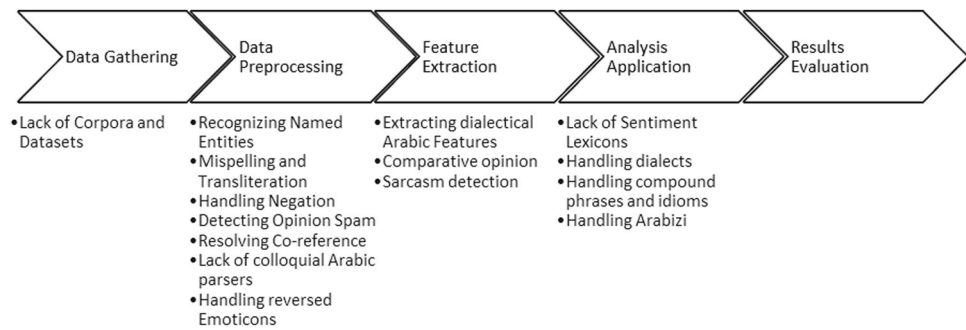 Data Gathering
Data
Preprocessing
Feature
Extraction
Analysis
Application
Results
Evaluation
•Lack of Corpora and
Datasets
•Recognizing Named
Entities
•Mispelling and
Transliteration
•Handling Negation
•Detecting Opinion Spam
•Resolving Co-reference
•Lack of colloquial Arabic
parsers
•Handling reversed
Emoticons
•Extracting dialectical
Arabic Features
•Comparative opinion
•Sarcasm detection
•Lack of Sentiment
Lexicons
•Handling dialects
•Handling compound
phrases and idioms
•Handling Arabizi